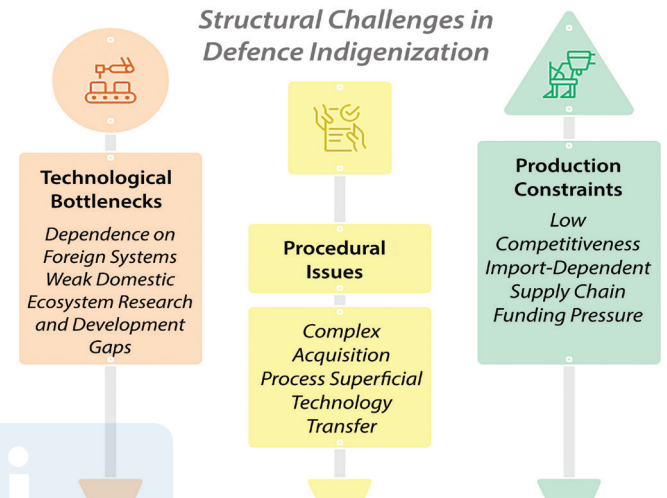 Structural Challenges in
Defence Indigenization
Technological
Bottlenecks
Dependence on
Foreign Systems
Weak Domestic
Ecosystem Research
and Development
Gaps
Procedural
Issues
Complex
Acquisition
Process Superficial
Technology
Transfer
Production
Constraints
Low
Competitiveness
Import-Dependent
Supply Chain
Funding Pressure